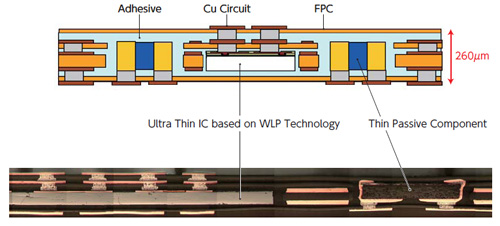 Adhesive
Cu Circuit
FPC
260μm
Ultra Thin IC based on WLP Technology
Thin Passive Component